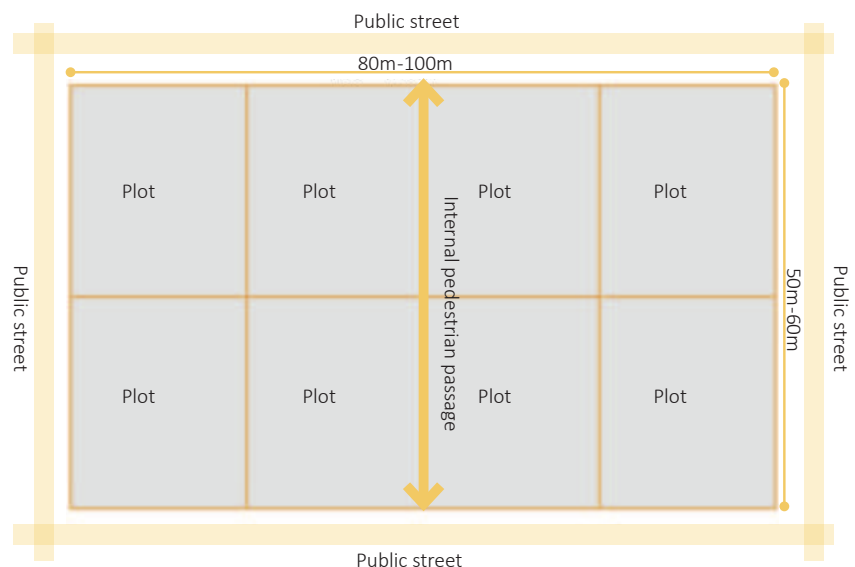 Public street
80m-100m
Plot
Plot
Plot
Plot
Internal pedestrian passage
Public street
50m-60m
Public street
Plot
Plot
Plot
Plot
Public street